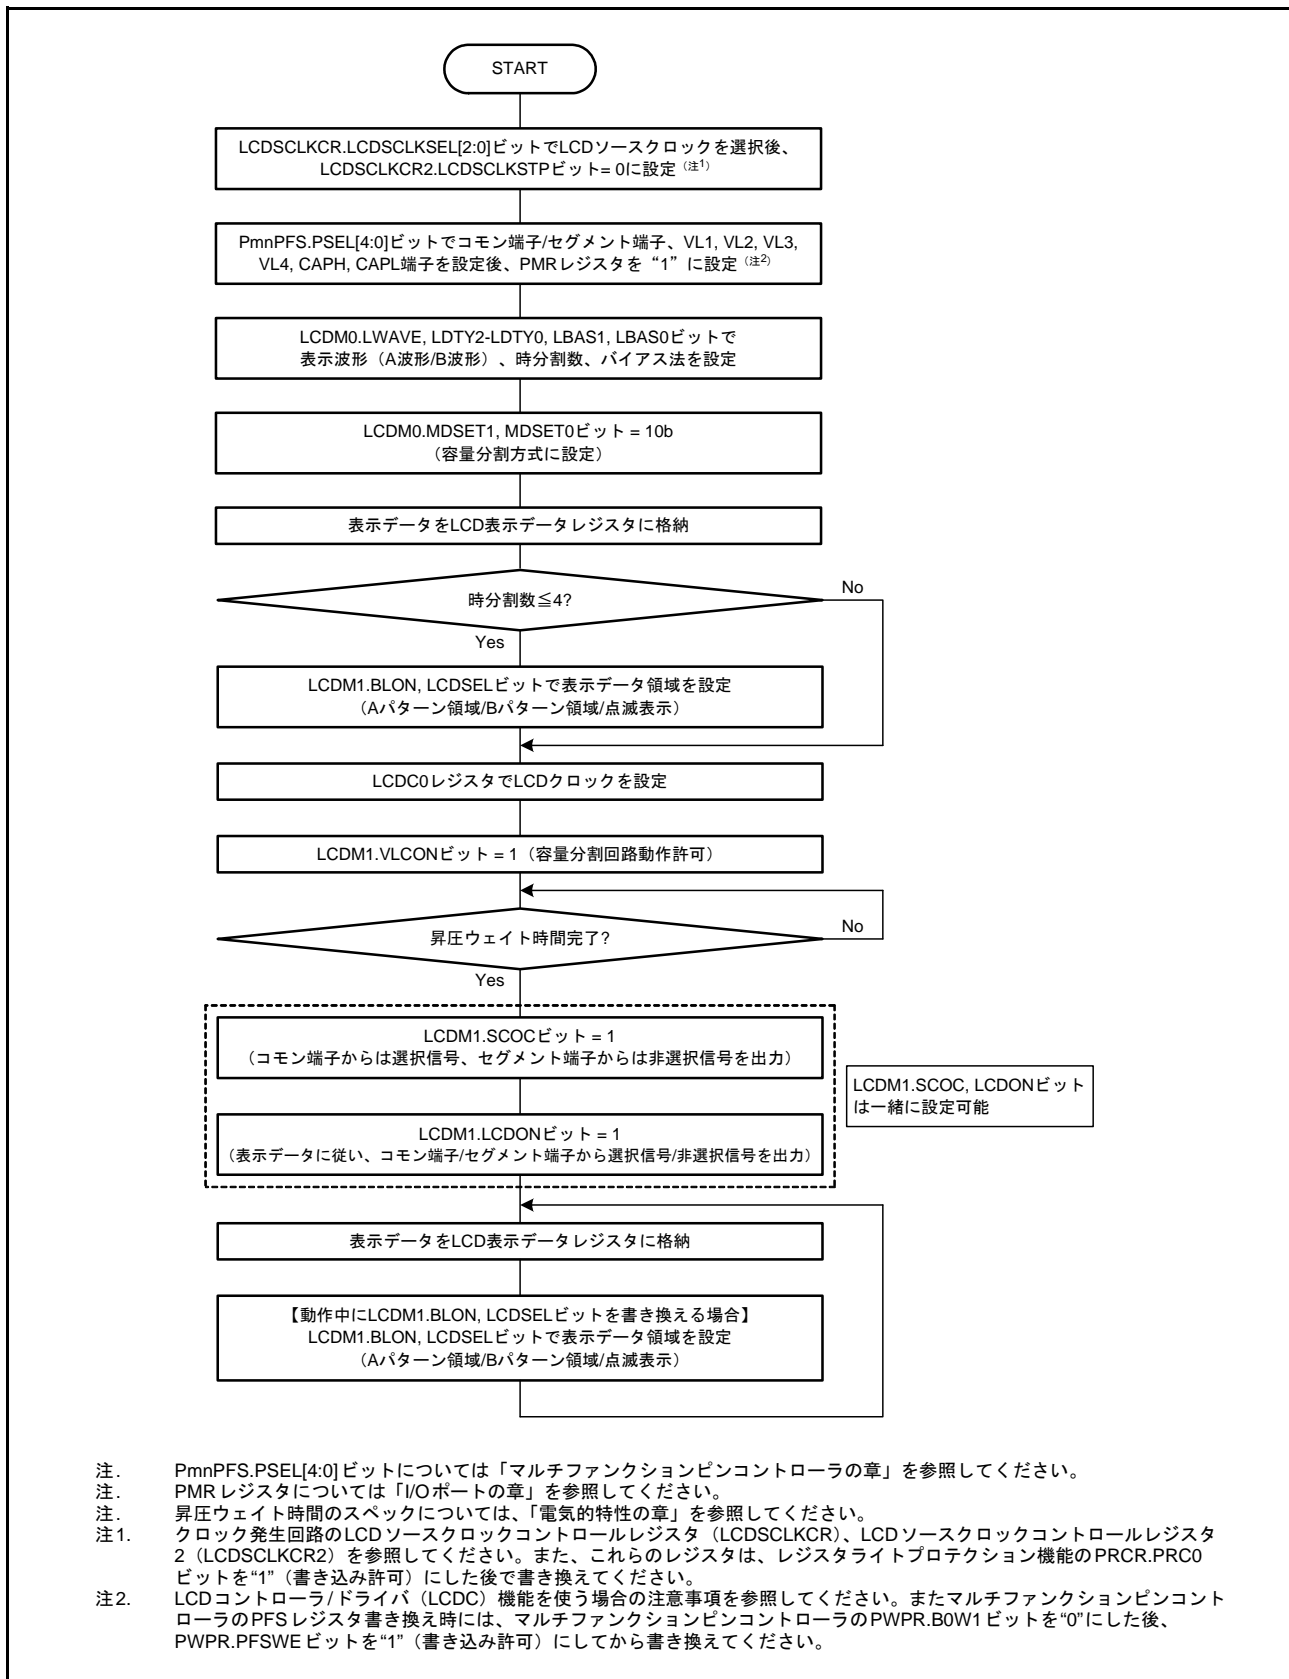 START
LCDSCLKCR.LCDSCLKSEL[2:0]ビットでLCDソースクロックを選択後、
LCDSCLKCR2.LCDSCLKSTPビット= 0に設定（注1）
PmnPFS.PSEL[4:0]ビットでコモン端子/セグメント端子、VL1, VL2, VL3,
VL4, CAPH, CAPL端子を設定後、PMRレジスタを“1”に設定（注2）
LCDM0.LWAVE, LDTY2-LDTY0, LBAS1, LBAS0ビットで
表示波形（A波形/B波形）、時分割数、バイアス法を設定
LCDM0.MDSET1, MDSET0ビット = 10b
（容量分割方式に設定）
表示データをLCD表示データレジスタに格納
時分割数≦4?
No
Yes
LCDM1.BLON, LCDSELビットで表示データ領域を設定
（Aパターン領域/Bパターン領域/点滅表示）
LCDC0レジスタでLCDクロックを設定
LCDM1.VLCONビット = 1（容量分割回路動作許可）
昇圧ウェイト時間完了?
No
Yes
LCDM1.SCOCビット = 1
（コモン端子からは選択信号、セグメント端子からは非選択信号を出力）
LCDM1.SCOC, LCDONビット
は一緒に設定可能
LCDM1.LCDONビット = 1
（表示データに従い、コモン端子/セグメント端子から選択信号/非選択信号を出力）
表示データをLCD表示データレジスタに格納
【動作中にLCDM1.BLON, LCDSELビットを書き換える場合】
LCDM1.BLON, LCDSELビットで表示データ領域を設定
（Aパターン領域/Bパターン領域/点滅表示）
注. PmnPFS.PSEL[4:0]ビットについては「マルチファンクションピンコントローラの章」を参照してください。
注. PMRレジスタについては「I/Oポートの章」を参照してください。
注. 昇圧ウェイト時間のスペックについては、「電気的特性の章」を参照してください。
注1. クロック発生回路のLCDソースクロックコントロールレジスタ（LCDSCLKCR）、LCDソースクロックコントロールレジスタ
2（LCDSCLKCR2）を参照してください。また、これらのレジスタは、レジスタライトプロテクション機能のPRCR.PRC0
ビットを“1”（書き込み許可）にした後で書き換えてください。
注2. LCDコントローラ/ドライバ（LCDC）機能を使う場合の注意事項を参照してください。またマルチファンクションピンコント
ローラのPFSレジスタ書き換え時には、マルチファンクションピンコントローラのPWPR.B0W1ビットを“0”にした後、
PWPR.PFSWEビットを“1”（書き込み許可）にしてから書き換えてください。